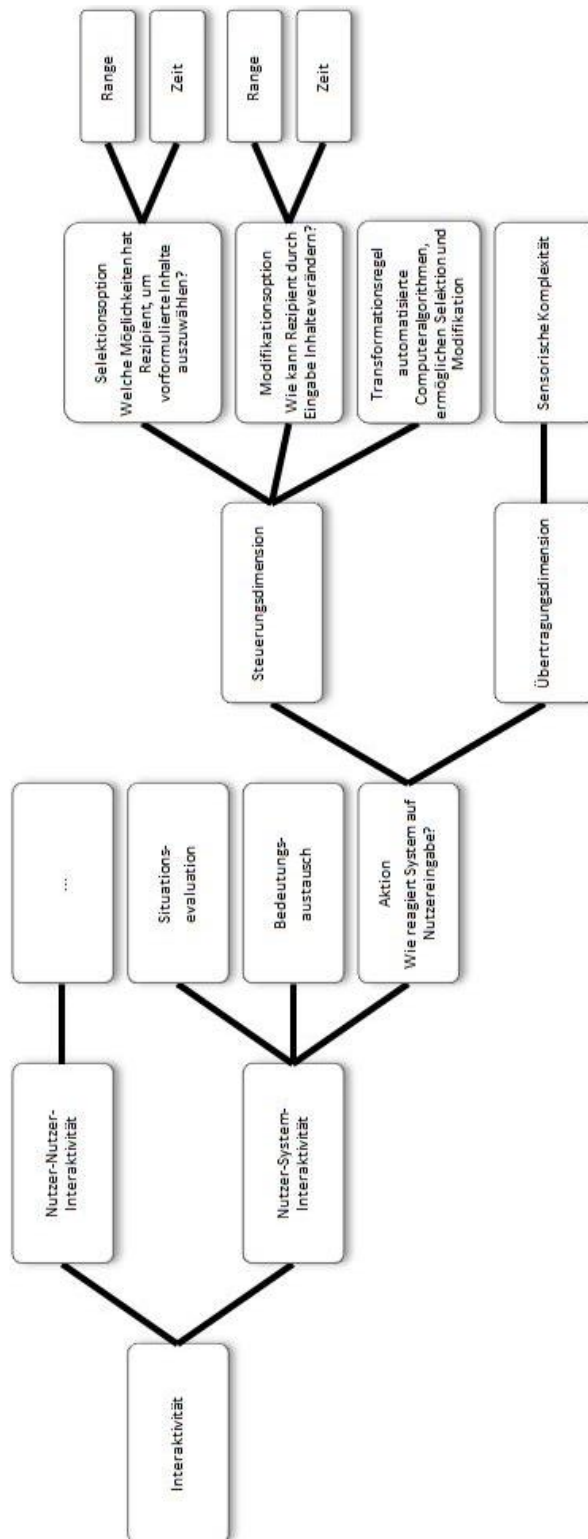 Interaktivität
Nutzer-Nutzer-
Interaktivität
Nutzer-System-
Interaktivität
...
Situations-
evaluation
Bedeutungs-
austausch
Aktion
Wie reagiert System auf
Nutzereingabe?
Steuerungsdimension
Übertragungsdimension
Selektionsoption
Welche Möglichkeiten hat
Rezipient, um
vorformulierte Inhalte
auszuwählen?
Modifikationsoption
Wie kann Rezipient durch
Eingabe Inhalte verändern?
Transformationsregel
automatisierte
Computeralgorithmen,
ermöglichen Selektion und
Modifikation
Sensorische Komplexität
Range
Zeit
Range
Zeit